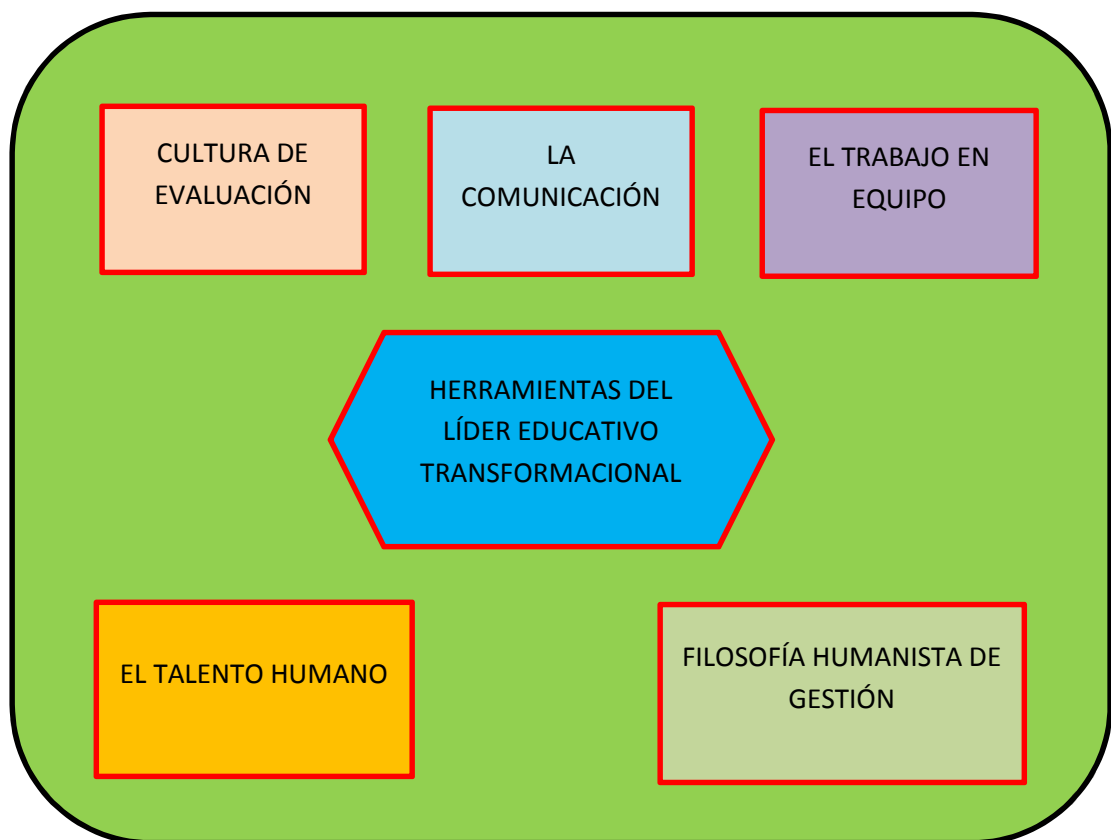 CULTURA DE
EVALUACIÓN
LA
COMUNICACIÓN
EL TRABAJO EN
EQUIPO
HERRAMIENTAS DEL
LÍDER EDUCATIVO
TRANSFORMACIONAL
EL TALENTO HUMANO
FILOSOFÍA HUMANISTA DE
GESTIÓN